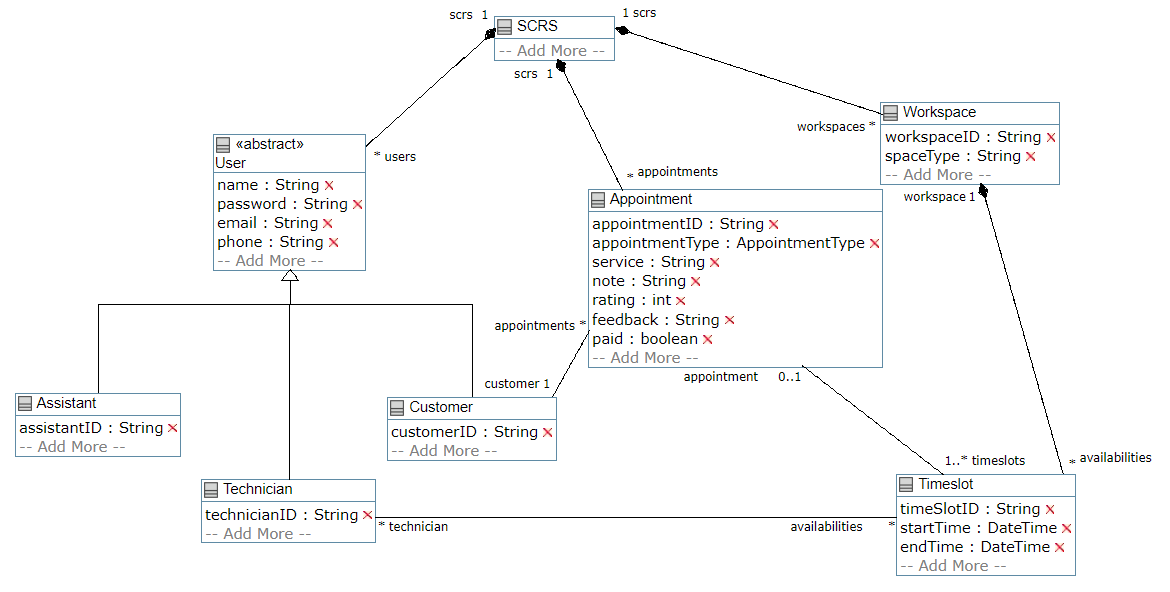 scrs 1
1 scrs
SCRS
-- Add More --
scrs 1
workspaces *
Workspace
workspaceID : String
spaceType : String
-- Add More --
workspace 1
«abstract»
User
name : String
password : String
email : String
phone : String
-- Add More --
* users
* appointments
Appointment
appointmentID : String
appointmentType : AppointmentType
service : String
note : String
rating : int
feedback : String
paid : boolean
-- Add More --
appointments *
customer 1
appointment 0..1
Assistant
assistantID : String
-- Add More --
Customer
customerID : String
-- Add More --
1..* timeslots
* availabilities
Technician
technicianID : String
-- Add More --
* technician
availabilities *
Timeslot
timeSlotID : String
startTime : DateTime
endTime : DateTime
-- Add More --